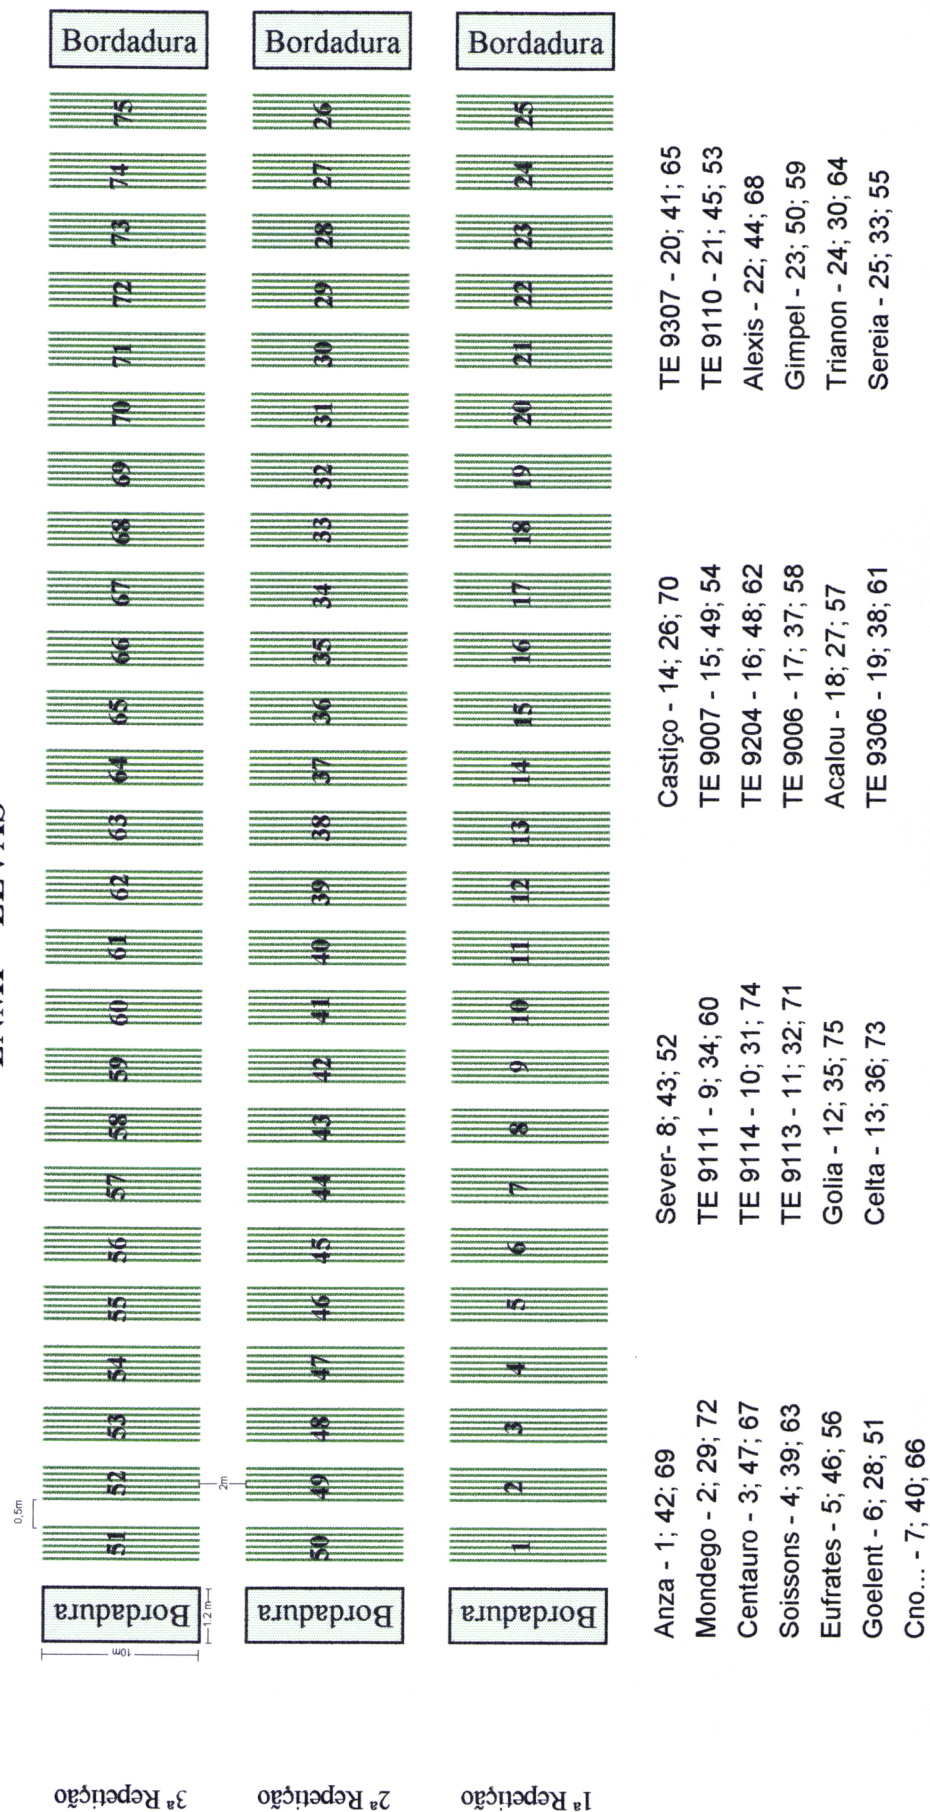 3ª Repetição
Bordadura
51 52 53 54 55 56 57 58 59 60 61 62 63 64 65 66 67 68 69 70 71 72 73 74 75
Bordadura
0,5m
10m
1.2 m
2m
2ª Repetição
Bordadura
50 49 48 47 46 45 44 43 42 41 40 39 38 37 36 35 34 33 32 31 30 29 28 27 26
Bordadura
1ª Repetição
Bordadura
1 2 3 4 5 6 7 8 9 10 11 12 13 14 15 16 17 18 19 20 21 22 23 24 25
Bordadura
Anza - 1; 42; 69
Mondego - 2; 29; 72
Centauro - 3; 47; 67
Soissons - 4; 39; 63
Eufrates - 5; 46; 56
Goelent - 6; 28; 51
Cno... - 7; 40; 66
Sever- 8; 43; 52
TE 9111 - 9; 34; 60
TE 9114 - 10; 31; 74
TE 9113 - 11; 32; 71
Golia - 12; 35; 75
Celta - 13; 36; 73
Castiço - 14; 26; 70
TE 9007 - 15; 49; 54
TE 9204 - 16; 48; 62
TE 9006 - 17; 37; 58
Acalou - 18; 27; 57
TE 9306 - 19; 38; 61
TE 9307 - 20; 41; 65
TE 9110 - 21; 45; 53
Alexis - 22; 44; 68
Gimpel - 23; 50; 59
Trianon - 24; 30; 64
Sereia - 25; 33; 55